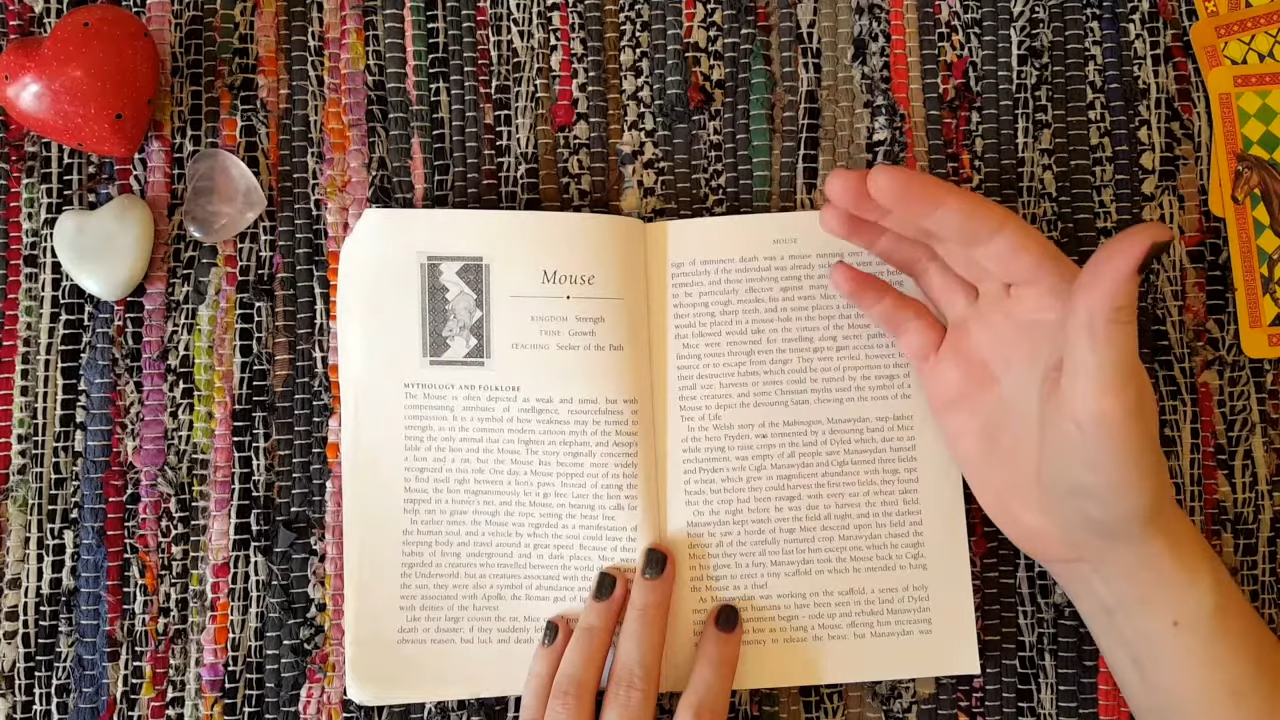 Mouse
KINGDOM Strength
TRINE Growth
TEACHING Seeker of the Path
MYTHOLOGY AND FOLKLORE
The Mouse is often depicted as weak and timid, but with
compensating attributes of intelligence, resourcefulness or
compassion. It is a symbol of how weakness may be turned to
strength, as in the common modern cartoon myth of the Mouse
being the only animal that can frighten an elephant, and Aesop's
fable of the lion and the Mouse. The story originally concerned
a lion and a rat, but the Mouse has become more widely
recognized in this role. One day, a Mouse popped out of its hole
to find itself right between a lion's paws. Instead of eating the
Mouse, the lion magnanimously let it go free. Later the lion was
trapped in a hunter's net, and the Mouse, on hearing its calls for
help, ran to gnaw through the rope, setting the beast free.
In earlier times, the Mouse was regarded as a manifestation of
the human soul, and a vehicle by which the soul could leave the
sleeping body and travel around at great speed. Because of their
habits of living underground and in dark places, Mice were
regarded as creatures who travelled between the world of and
the Underworld, but as creatures associated with the
the sun, they were also a symbol of abundance and
were associated with Apollo, the Roman god of
with deities of the harvest.
Like their larger cousin the rat, Mice
death or disaster; if they suddenly left
obvious reason, bad luck and death
MOUSE
sign of imminent death was a mouse running over
particularly if the individual was already were
remedies, and those involving eating the were held
to be particularly effective against many
whooping cough, measles, fits and warts. Mice
their strong, sharp teeth, and in some places a
would be placed in a mouse-hole in the hope that the
that followed would take on the virtues of the Mouse
Mice were renowned for travelling along secret paths,
finding routes through even the tiniest gap to gain access to a
source or to escape from danger. They were reviled, however, for
their destructive habits, which could be out of proportion to their
small size; harvests or stores could be ruined by the ravages of
these creatures, and some Christian myths used the symbol of a
Mouse to depict the devouring Satan, chewing on the roots of the
Tree of Life.
In the Welsh story of the Mabinogion, Manawydan, step-father
of the hero Pryderi, was tormented by a devouring band of Mice
while trying to raise crops in the land of Dyfed which, due to an
enchantment, was empty of all people save Manawydan himself
and Pryderi's wife Cigfa. Manawydan and Cigfa farmed three fields
of wheat, which grew in magnificent abundance with huge, ripe
heads, but before they could harvest the first two fields, they found
that the crop had been ravaged, with every ear of wheat taken.
On the night before he was due to harvest the third field,
Manawydan kept watch over the field all night, and in the darkest
hour he saw a horde of huge Mice descend upon his field and
devour all of the carefully nurtured crop. Manawydan chased the
Mice but they were all too fast for him except one, which he caught
in his glove. In a fury, Manawydan took the Mouse back to Cigfa,
and began to erect a tiny scaffold on which he intended to hang
the Mouse as a thief.
As Manawydan was working on the scaffold, a series of holy
men first humans to have been seen in the land of Dyfed
enchantment began – rode up and rebuked Manawydan
so low as to hang a Mouse, offering him increasing
money to release the beast, but Manawydan was